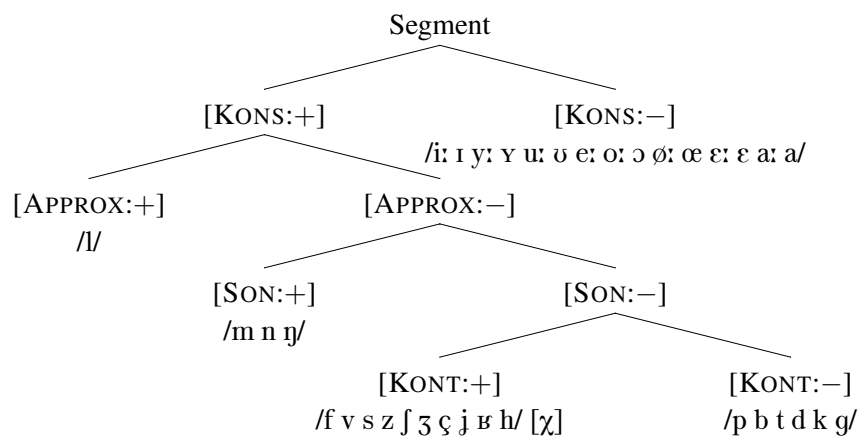 Segment
[KONS:+] [KONS:−]
/iː ɪ yː ʏ uː ʊ eː oː ɔ øː œ ɛː ɛ aː a/
[APPROX:+] [APPROX:−]
/l/
[SON:+] [SON:−]
/m n ŋ/
[KONT:+] [KONT:−]
/f v s z ʃ ʒ ç ʝ ʁ h/ [χ] /p b t d k ɡ/